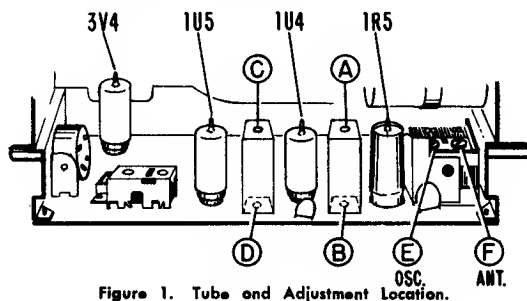 3V4 1U5 1U4 1R5
C A
D B E F
OSC. ANT.
Figure 1. Tube and Adjustment Location.